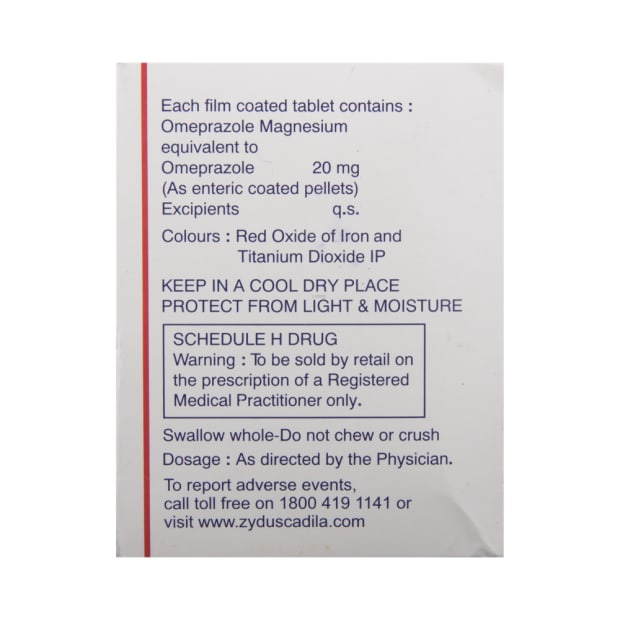 Each film coated tablet contains :
Omeprazole Magnesium
equivalent to
Omeprazole 20 mg
(As enteric coated pellets)
Excipients q.s.
Colours : Red Oxide of Iron and
Titanium Dioxide IP
KEEP IN A COOL DRY PLACE
PROTECT FROM LIGHT & MOISTURE
SCHEDULE H DRUG
Warning : To be sold by retail on
the prescription of a Registered
Medical Practitioner only.
Swallow whole-Do not chew or crush
Dosage : As directed by the Physician.
To report adverse events,
call toll free on 1800 419 1141 or
visit www.zyduscadila.com